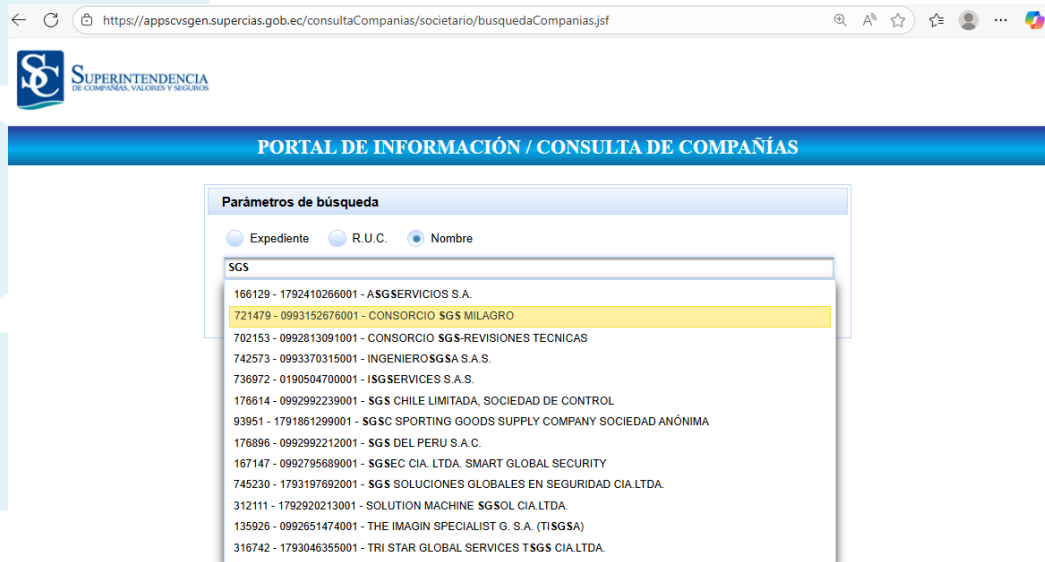 https://appscvsgen.supercias.gob.ec/consultaCompanias/societario/busquedaCompanias.jsf
SC SUPERINTENDENCIA
DE COMPAÑIAS, VALORES Y SEGUROS
PORTAL DE INFORMACIÓN / CONSULTA DE COMPAÑÍAS
Parámetros de búsqueda
Expediente R.U.C. Nombre
SGS
166129 - 1792410266001 - ASGSERVICIOS S.A.
721479 - 0993152676001 - CONSORCIO SGS MILAGRO
702153 - 0992813091001 - CONSORCIO SGS-REVISIONES TECNICAS
742573 - 0993370315001 - INGENIEROSGSA S.A.S.
736972 - 0190504700001 - ISGSERVICES S.A.S.
176614 - 0992992239001 - SGS CHILE LIMITADA, SOCIEDAD DE CONTROL
93951 - 1791861299001 - SGSC SPORTING GOODS SUPPLY COMPANY SOCIEDAD ANÓNIMA
176896 - 0992992212001 - SGS DEL PERU S.A.C.
167147 - 0992795689001 - SGSEC CIA. LTDA. SMART GLOBAL SECURITY
745230 - 1793197692001 - SGS SOLUCIONES GLOBALES EN SEGURIDAD CIA.LTDA.
312111 - 1792920213001 - SOLUTION MACHINE SGSOL CIA.LTDA.
135926 - 0992651474001 - THE IMAGIN SPECIALIST G. S.A. (TISGSA)
316742 - 1793046355001 - TRI STAR GLOBAL SERVICES TSGS CIA.LTDA.